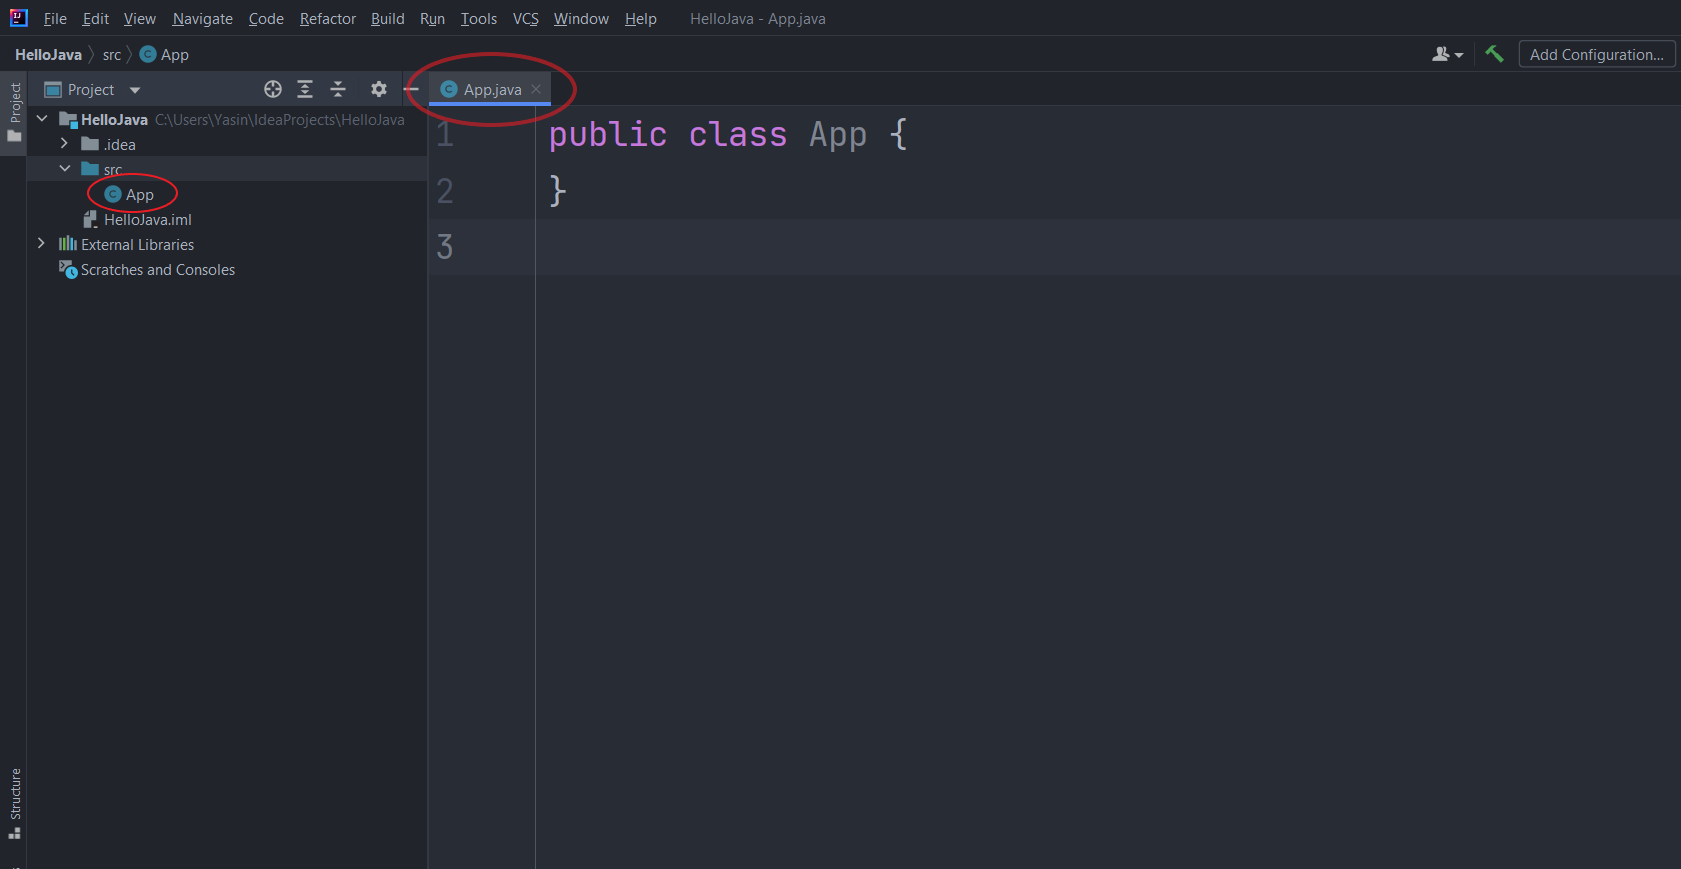 File Edit View Navigate Code Refactor Build Run Tools VCS Window Help HelloJava - App.java
HelloJava src C App Add Configuration...
Project
Project
C App.java
HelloJava C:\Users\Yasin\IdeaProjects\HelloJava
.idea
src
C App
HelloJava.iml
External Libraries
Scratches and Consoles
1 public class App {
2 }
3
Structure